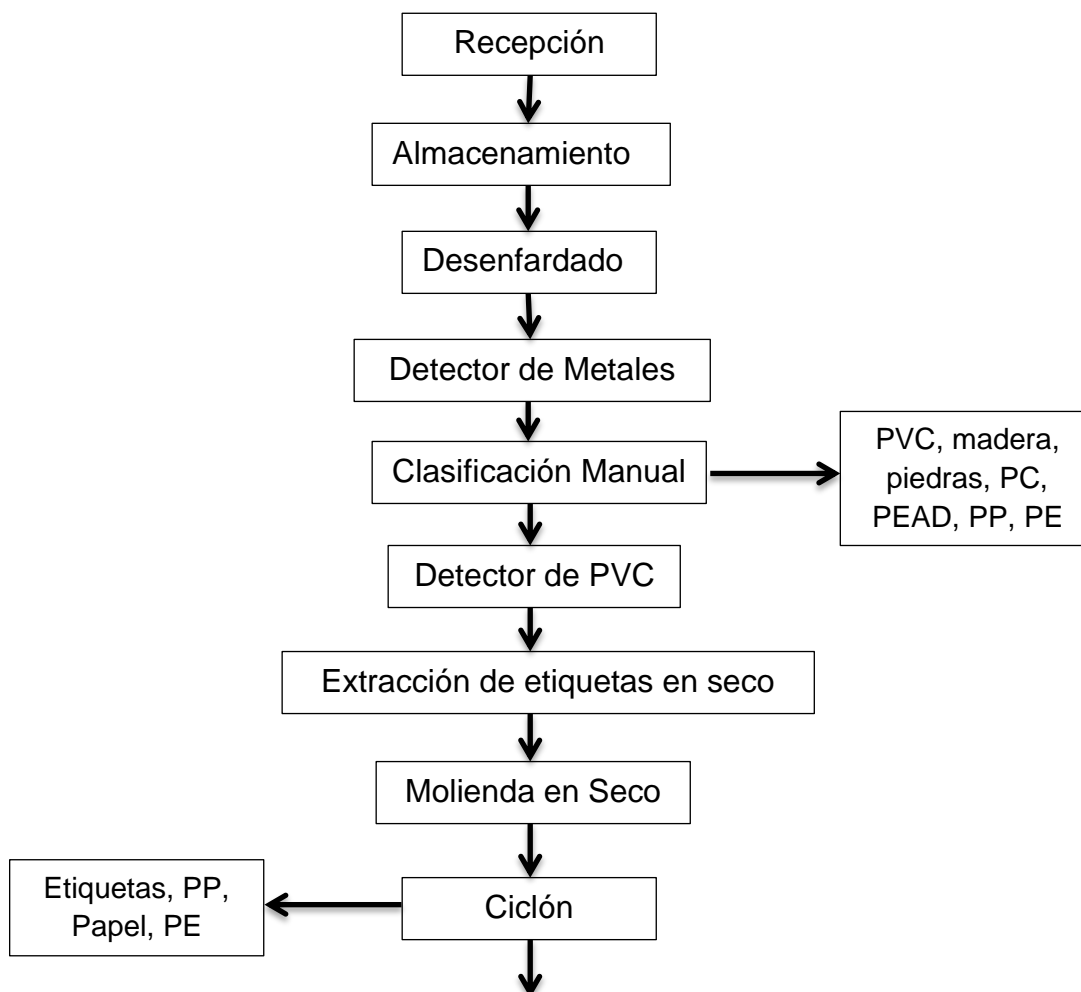 Recepción
Almacenamiento
Desenfardado
Detector de Metales
Clasificación Manual
PVC, madera,
piedras, PC,
PEAD, PP, PE
Detector de PVC
Extracción de etiquetas en seco
Molienda en Seco
Ciclón
Etiquetas, PP,
Papel, PE